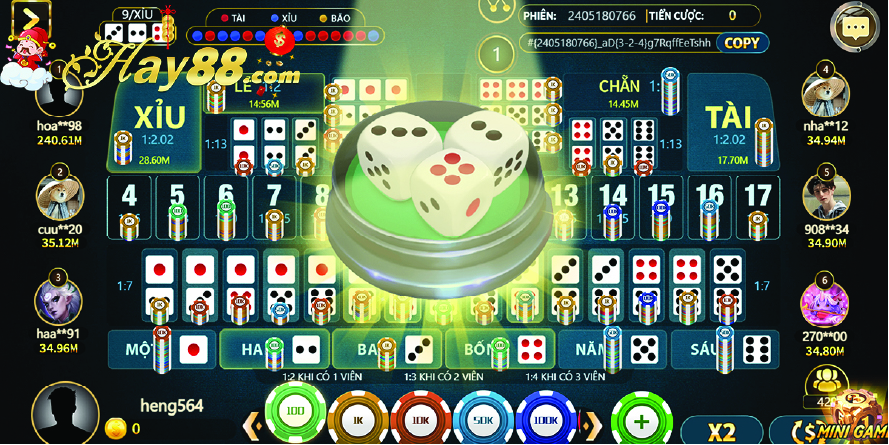 9/XỈU
TÀI XỈU BÃO
PHIÊN: 2405180766 | TIỀN CƯỢC: 0
#{2405180766}_aD{3-2-4}g7RqffEeTshh COPY
Hay88.com
1
XỈU
1:2.02
28.60M
LẺ
14:56M
1:13
CHẴN
14.45M
1:13
TÀI
1:2.02
17.70M
1
hoa**98
240.61M
2
cuu**20
35.12M
3
haa**91
34.96M
4
nha**12
34.94M
5
908**34
34.90M
6
270**00
34.80M
4 5 6 7 8 13 14 15 16 17
1:7
1:7
MỘT
BA
SÁU
1:2 KHI CÓ 1 VIÊN 1:3 KHI CÓ 2 VIÊN 1:4 KHI CÓ 3 VIÊN
heng564
0
100 1K 10K 50K 100K +
X2
MINI GAM